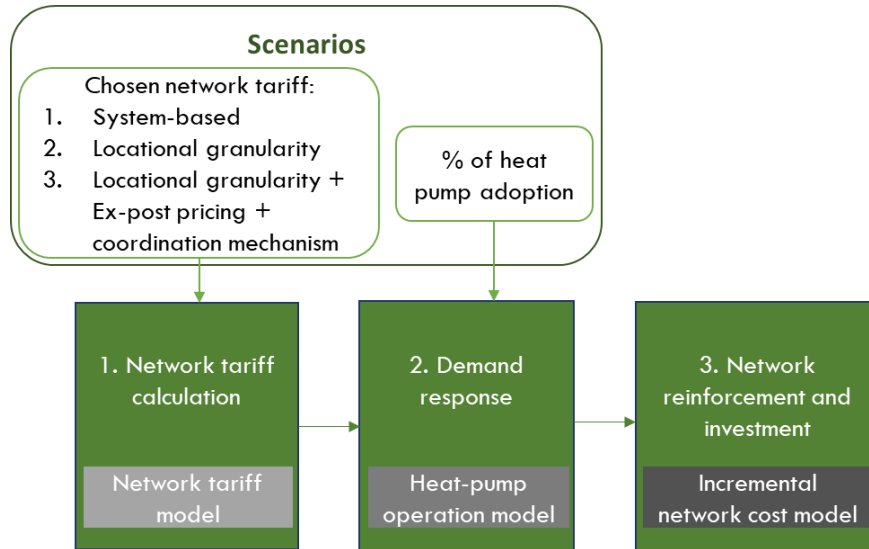 Scenarios
Chosen network tariff:
1. System-based
2. Locational granularity
3. Locational granularity +
Ex-post pricing +
coordination mechanism
% of heat
pump adoption
1. Network tariff
calculation
Network tariff
model
2. Demand
response
Heat-pump
operation model
3. Network
reinforcement and
investment
Incremental
network cost model